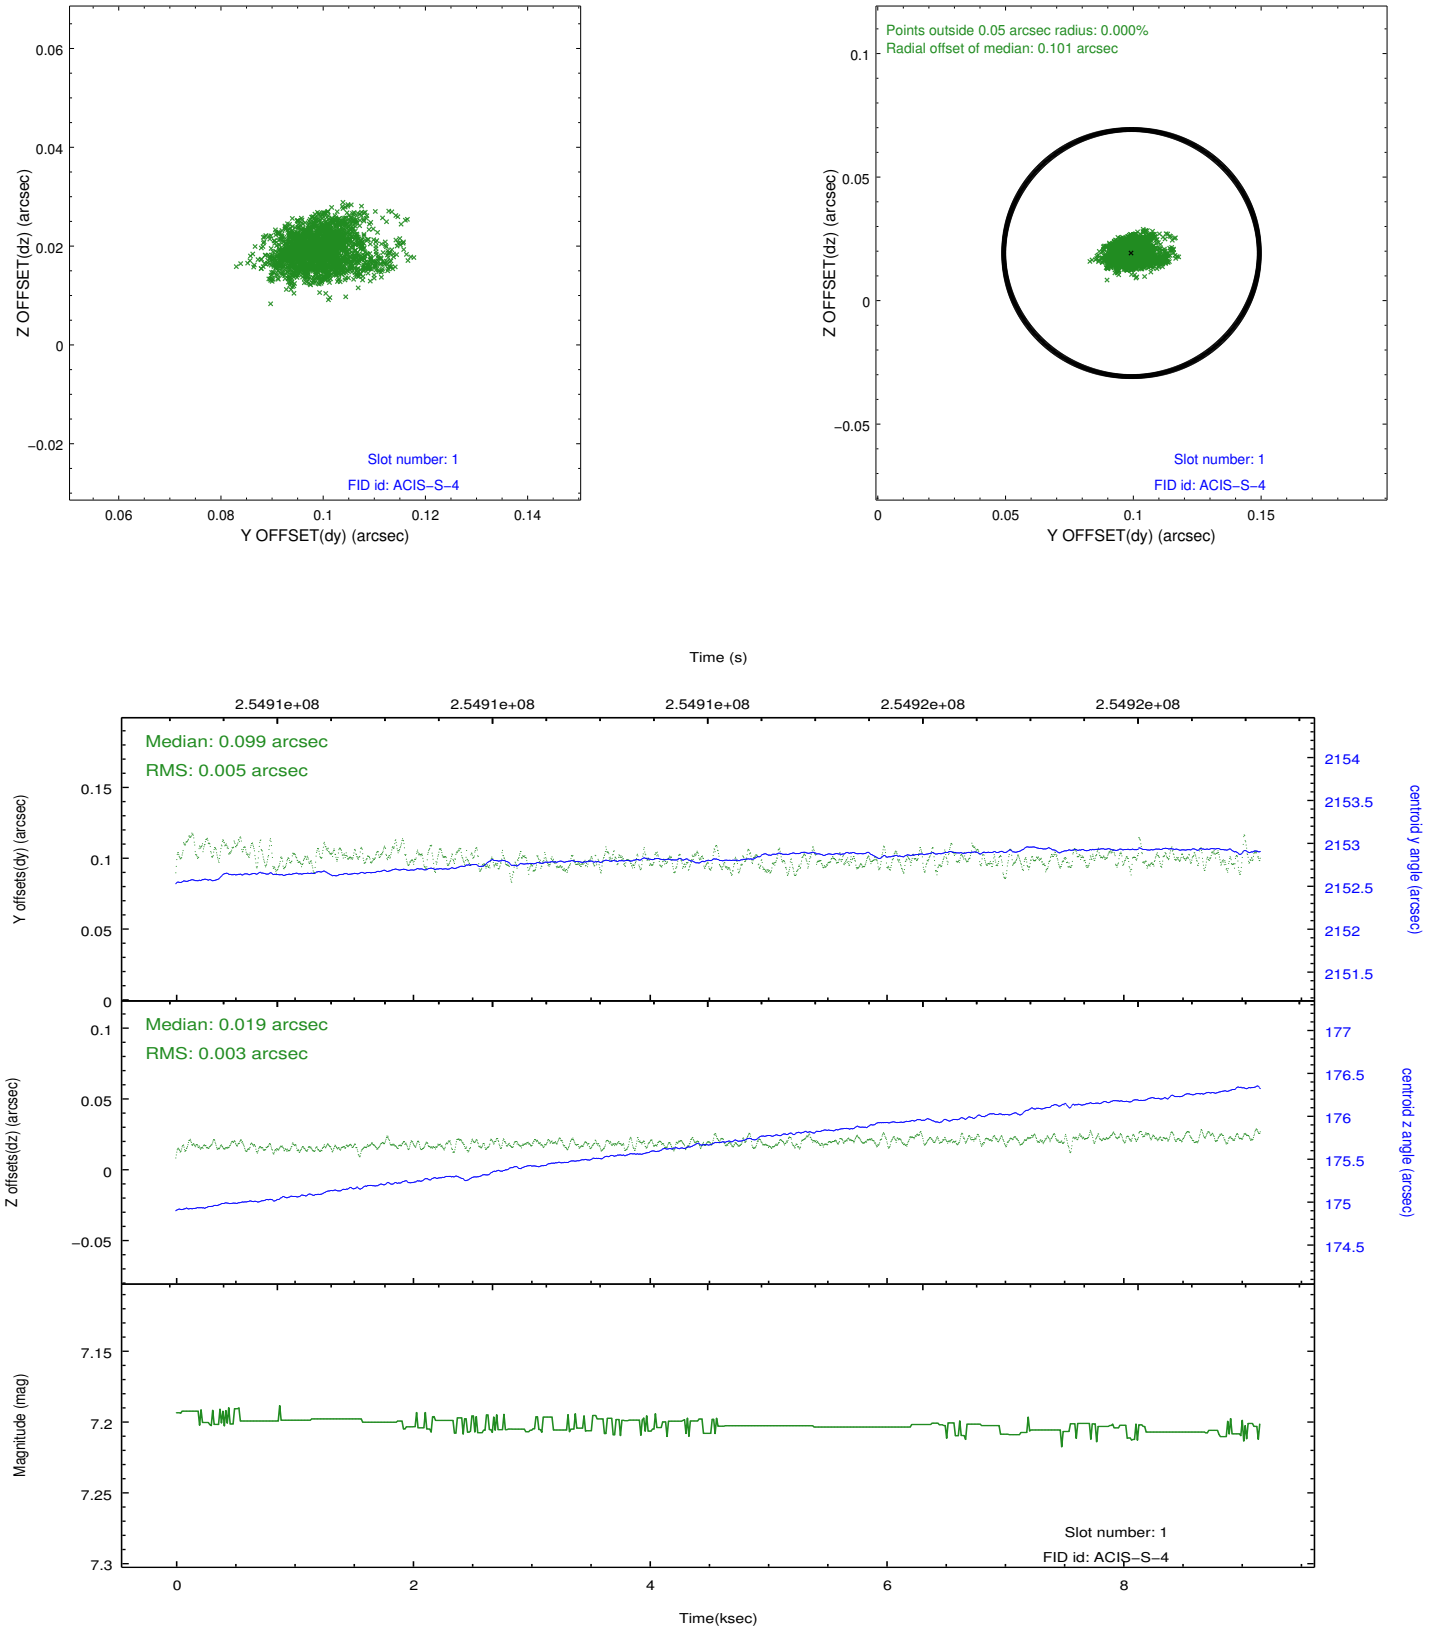 0.06
0.04
0.02
0
−0.02
Z OFFSET(dz) (arcsec)
Slot number: 1
FID id: ACIS−S−4
0.06 0.08 0.1 0.12 0.14
Y OFFSET(dy) (arcsec)
Points outside 0.05 arcsec radius: 0.000%
Radial offset of median: 0.101 arcsec
0.1
0.05
0
−0.05
Z OFFSET(dz) (arcsec)
Slot number: 1
FID id: ACIS−S−4
0 0.05 0.1 0.15
Y OFFSET(dy) (arcsec)
Time (s)
2.5491e+08 2.5491e+08 2.5491e+08 2.5492e+08 2.5492e+08
Median: 0.099 arcsec
RMS: 0.005 arcsec
0.15
0.1
0.05
0
Y offsets(dy) (arcsec)
2154
2153.5
2153
2152.5
2152
2151.5
centroid y angle (arcsec)
Median: 0.019 arcsec
RMS: 0.003 arcsec
0.1
0.05
0
−0.05
Z offsets(dz) (arcsec)
177
176.5
176
175.5
175
174.5
centroid z angle (arcsec)
7.15
7.2
7.25
7.3
Magnitude (mag)
Slot number: 1
FID id: ACIS−S−4
0 2 4 6 8
Time(ksec)